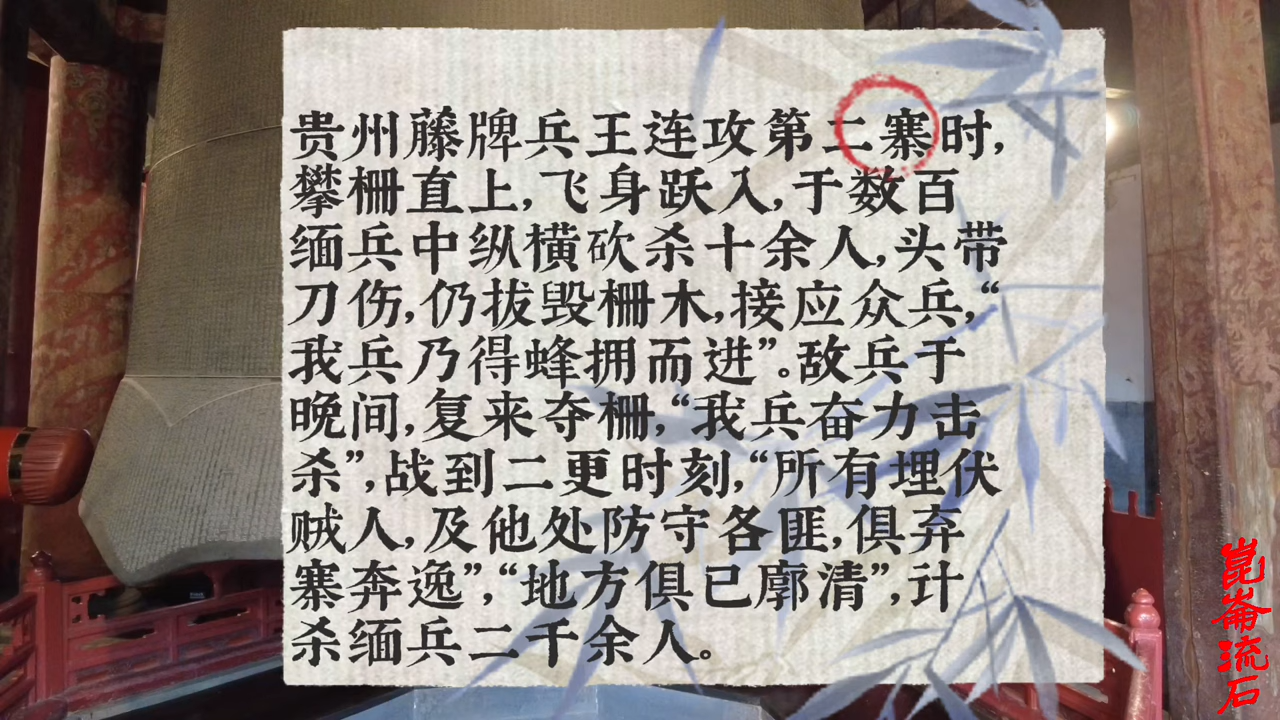 贵州藤牌兵王连攻第二寨时,
攀栅直上,飞身跃入,于数百
缅兵中纵横砍杀十余人,头带
刀伤,仍拔毁栅木,接应众兵,“
我兵乃得蜂拥而进”。敌兵于
晚间,复来夺栅,“我兵奋力击
杀”,战到二更时刻,“所有埋伏
贼人,及他处防守各匪,俱弃
寨奔逸”,“地方俱已廓清”,计
杀缅兵二千余人。
崑崙流石